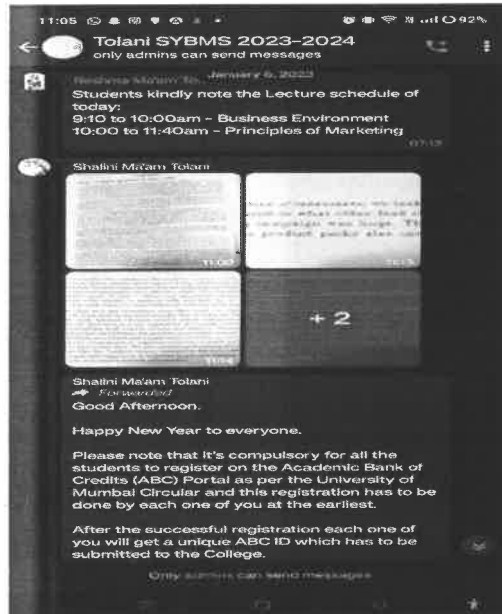 11:05
92%
Tolani SYBMS 2023-2024
only admins can send messages
January 6, 2023
Students kindly note the Lecture schedule of
today:
9:10 to 10:00am - Business Environment
10:00 to 11:40am - Principles of Marketing
07:13
Shalini Ma'am Tolani
11:00
+ 2
Shalini Ma'am Tolani
Forwarded
Good Afternoon.
Happy New Year to everyone.
Please note that it's compulsory for all the
students to register on the Academic Bank of
Credits (ABC) Portal as per the University of
Mumbai Circular and this registration has to be
done by each one of you at the earliest.
After the successful registration each one of
you will get a unique ABC ID which has to be
submitted to the College.
Only admins can send messages